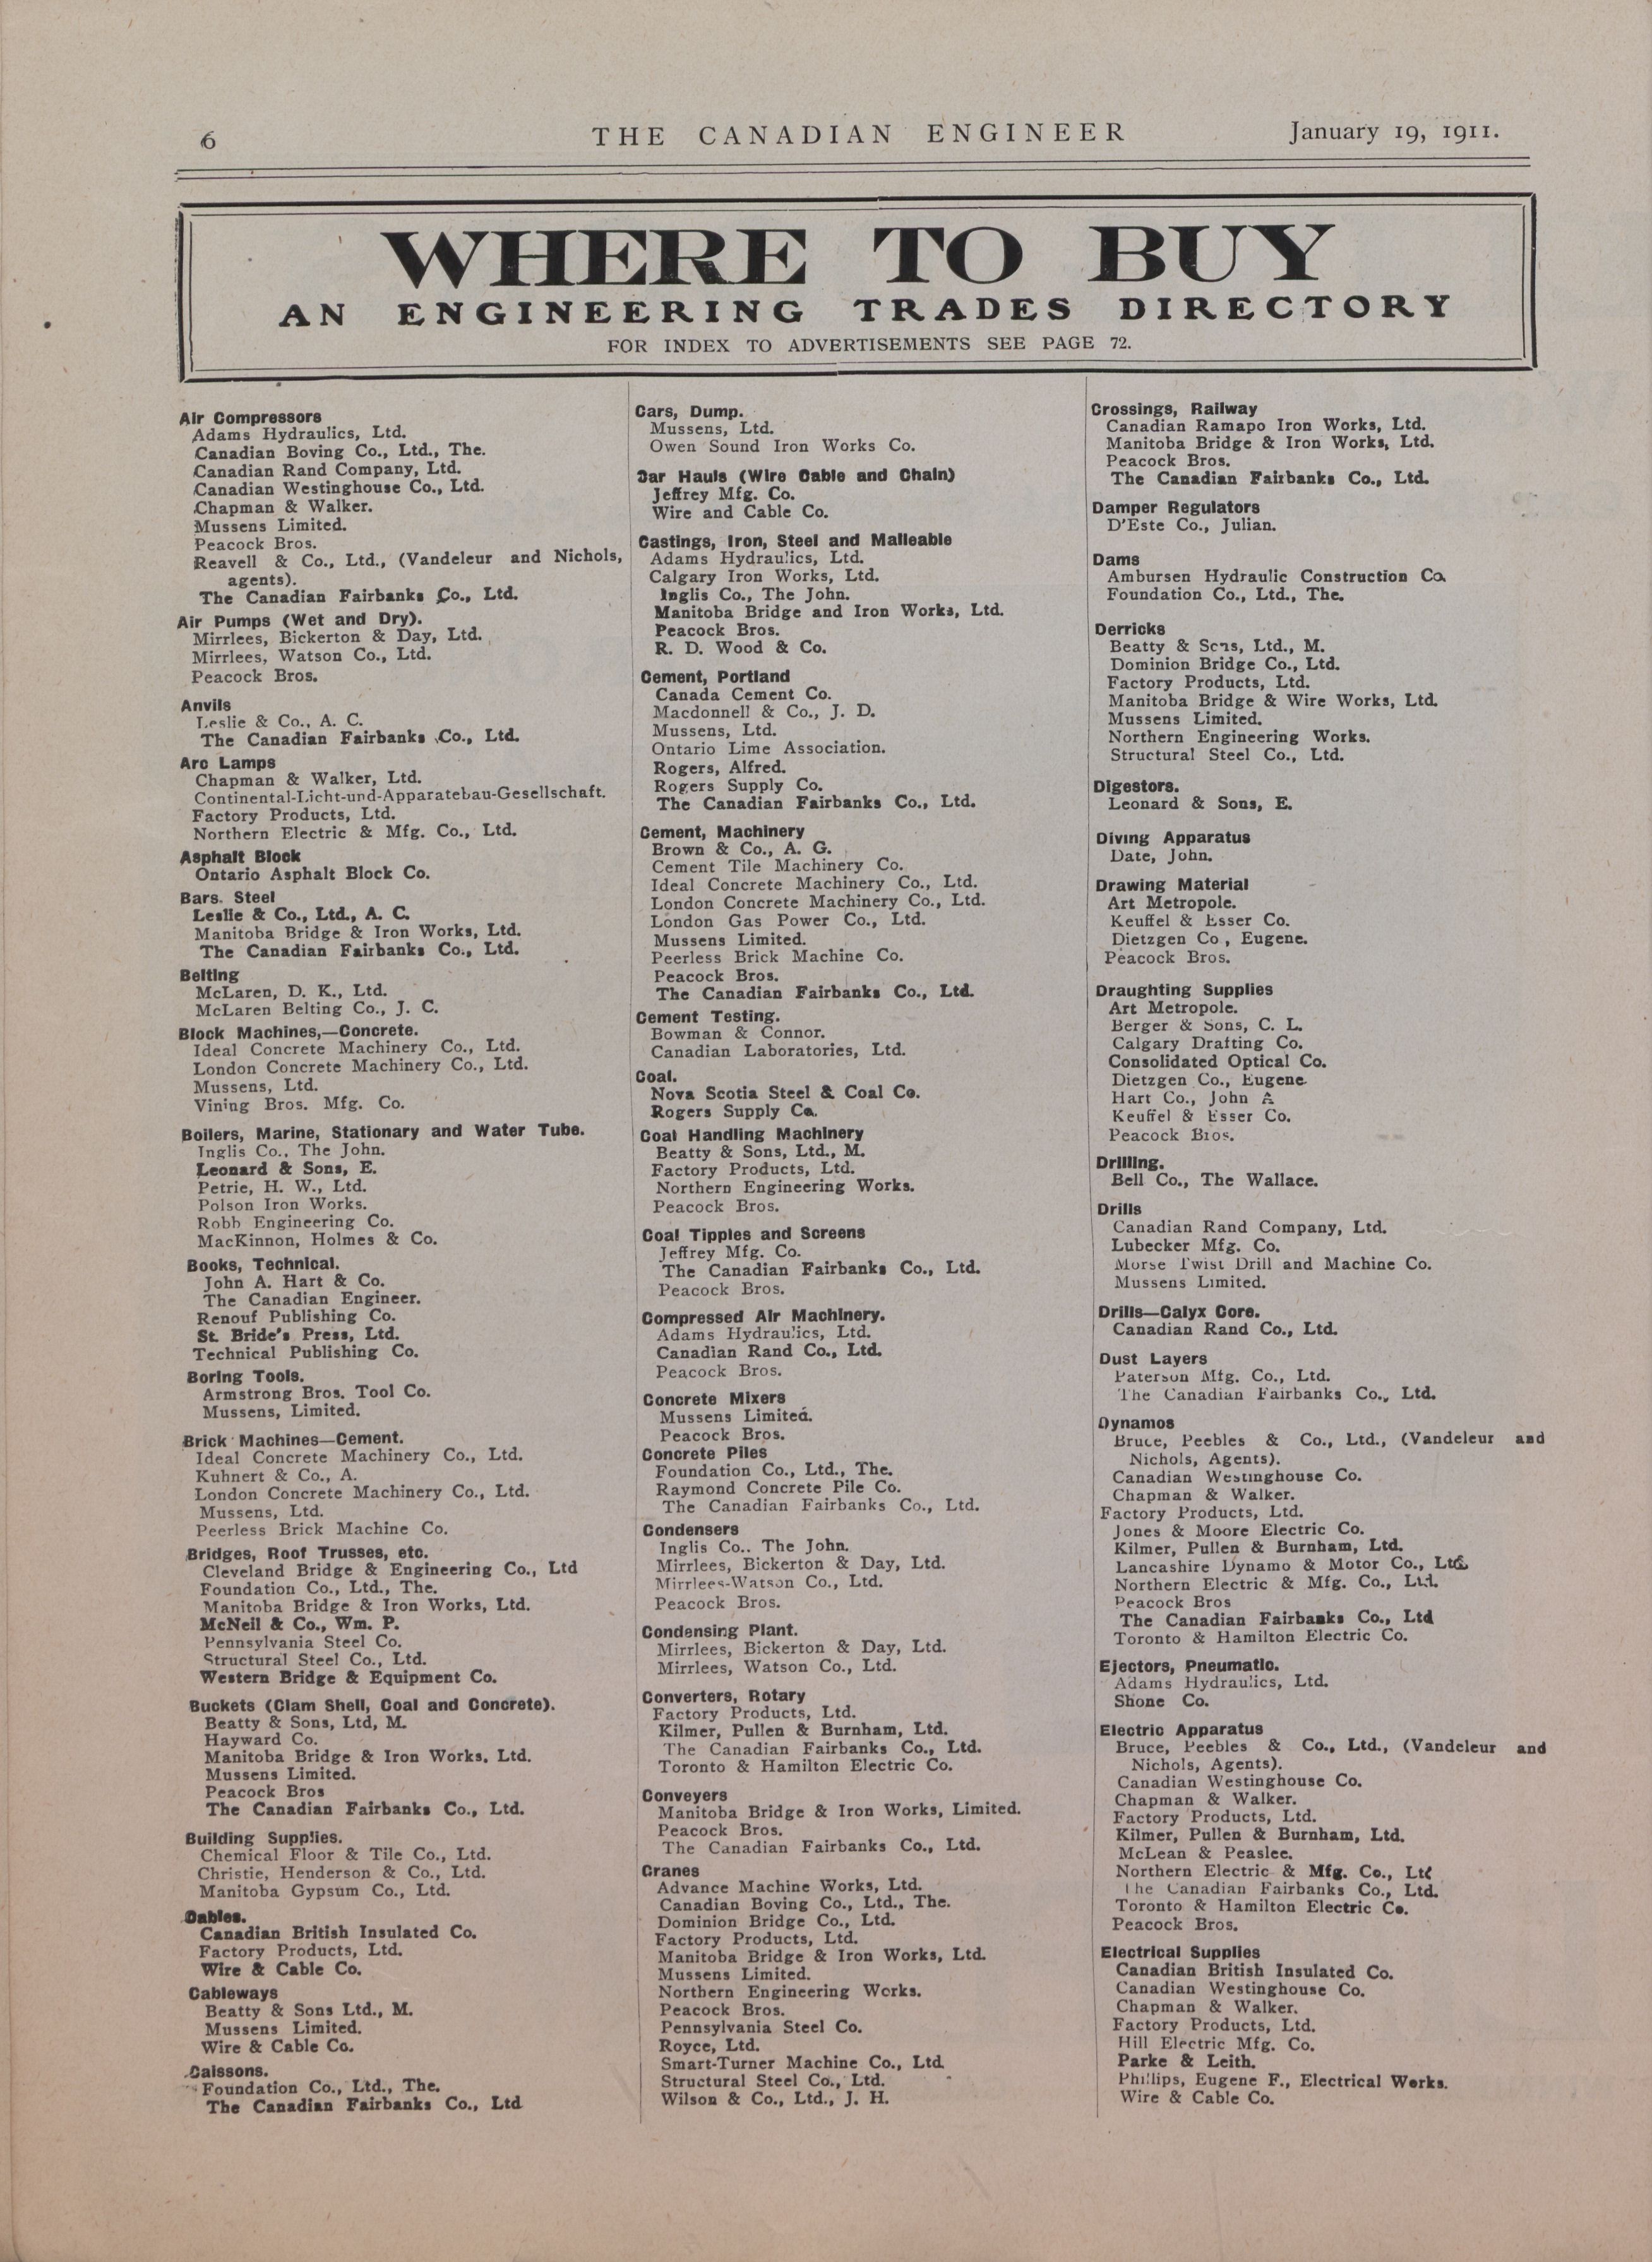 6
THE CANADIAN ENGINEER
January 19, 1911.
WHERE TO BUY
AN ENGINEERING TRADES DIRECTORY
FOR INDEX TO ADVERTISEMENTS SEE PAGE 72.
Air Compressors
Adams Hydraulics, Ltd.
Canadian Boving Co., Ltd., The.
Canadian Rand Company, Ltd.
Canadian Westinghouse Co., Ltd.
Chapman & Walker.
Mussens Limited.
Peacock Bros.
Reavell & Co., Ltd., (Vandeleur and Nichols,
agents).
The Canadian Fairbanks Co., Ltd.
Air Pumps (Wet and Dry).
Mirrlees, Bickerton & Day, Ltd.
Mirrlees, Watson Co., Ltd.
Peacock Bros.
Anvils
Leslie & Co., A. C.
The Canadian Fairbanks Co., Ltd.
Arc Lamps
Chapman & Walker, Ltd.
Continental-Licht-und-Apparatebau-Gesellschaft.
Factory Products, Ltd.
Northern Electric & Mfg. Co., Ltd.
Asphalt Block
Ontario Asphalt Block Co.
Bars. Steel
Leslie & Co., Ltd., A. C.
Manitoba Bridge & Iron Works, Ltd.
The Canadian Fairbanks Co., Ltd.
Belting
McLaren, D. K., Ltd.
McLaren Belting Co., J. C.
Block Machines,—Concrete.
Ideal Concrete Machinery Co., Ltd.
London Concrete Machinery Co., Ltd.
Mussens, Ltd.
Vining Bros. Mfg. Co.
Boilers, Marine, Stationary and Water Tube.
Inglis Co., The John.
Leonard & Sons, E.
Petrie, H. W., Ltd.
Polson Iron Works.
Robb Engineering Co.
MacKinnon, Holmes & Co.
Books, Technical.
John A. Hart & Co.
The Canadian Engineer.
Renouf Publishing Co.
St. Bride's Press, Ltd.
Technical Publishing Co.
Boring Tools.
Armstrong Bros. Tool Co.
Mussens, Limited.
Brick Machines—Cement.
Ideal Concrete Machinery Co., Ltd.
Kuhnert & Co., A.
London Concrete Machinery Co., Ltd.
Mussens, Ltd.
Peerless Brick Machine Co.
Bridges, Roof Trusses, etc.
Cleveland Bridge & Engineering Co., Ltd
Foundation Co., Ltd., The.
Manitoba Bridge & Iron Works, Ltd.
McNeil & Co., Wm. P.
Pennsylvania Steel Co.
Structural Steel Co., Ltd.
Western Bridge & Equipment Co.
Buckets (Clam Shell, Coal and Concrete).
Beatty & Sons, Ltd, M.
Hayward Co.
Manitoba Bridge & Iron Works, Ltd.
Mussens Limited.
Peacock Bros
The Canadian Fairbanks Co., Ltd.
Building Supplies.
Chemical Floor & Tile Co., Ltd.
Christie, Henderson & Co., Ltd.
Manitoba Gypsum Co., Ltd.
Cables.
Canadian British Insulated Co.
Factory Products, Ltd.
Wire & Cable Co.
Cableways
Beatty & Sons Ltd., M.
Mussens Limited.
Wire & Cable Co.
Caissons.
Foundation Co., Ltd., The.
The Canadian Fairbanks Co., Ltd
Cars, Dump.
Mussens, Ltd.
Owen Sound Iron Works Co.
Car Hauls (Wire Cable and Chain)
Jeffrey Mfg. Co.
Wire and Cable Co.
Castings, Iron, Steel and Malleable
Adams Hydraulics, Ltd.
Calgary Iron Works, Ltd.
Inglis Co., The John.
Manitoba Bridge and Iron Works, Ltd.
Peacock Bros.
R. D. Wood & Co.
Cement, Portland
Canada Cement Co.
Macdonnell & Co., J. D.
Mussens, Ltd.
Ontario Lime Association.
Rogers, Alfred.
Rogers Supply Co.
The Canadian Fairbanks Co., Ltd.
Cement, Machinery
Brown & Co., A. G.
Cement Tile Machinery Co.
Ideal Concrete Machinery Co., Ltd.
London Concrete Machinery Co., Ltd.
London Gas Power Co., Ltd.
Mussens Limited.
Peerless Brick Machine Co.
Peacock Bros.
The Canadian Fairbanks Co., Ltd.
Cement Testing.
Bowman & Connor.
Canadian Laboratories, Ltd.
Coal.
Nova Scotia Steel & Coal Co.
Rogers Supply Co.
Coal Handling Machinery
Beatty & Sons, Ltd., M.
Factory Products, Ltd.
Northern Engineering Works.
Peacock Bros.
Coal Tipples and Screens
Jeffrey Mfg. Co.
The Canadian Fairbanks Co., Ltd.
Peacock Bros.
Compressed Air Machinery.
Adams Hydraulics, Ltd.
Canadian Rand Co., Ltd.
Peacock Bros.
Concrete Mixers
Mussens Limited.
Peacock Bros.
Concrete Piles
Foundation Co., Ltd., The.
Raymond Concrete Pile Co.
The Canadian Fairbanks Co., Ltd.
Condensers
Inglis Co.. The John.
Mirrlees, Bickerton & Day, Ltd.
Mirrlees-Watson Co., Ltd.
Peacock Bros.
Condensing Plant.
Mirrlees, Bickerton & Day, Ltd.
Mirrlees, Watson Co., Ltd.
Converters, Rotary
Factory Products, Ltd.
Kilmer, Pullen & Burnham, Ltd.
The Canadian Fairbanks Co., Ltd.
Toronto & Hamilton Electric Co.
Conveyers
Manitoba Bridge & Iron Works, Limited.
Peacock Bros.
The Canadian Fairbanks Co., Ltd.
Cranes
Advance Machine Works, Ltd.
Canadian Boving Co., Ltd., The.
Dominion Bridge Co., Ltd.
Factory Products, Ltd.
Manitoba Bridge & Iron Works, Ltd.
Mussens Limited.
Northern Engineering Works.
Peacock Bros.
Pennsylvania Steel Co.
Royce, Ltd.
Smart-Turner Machine Co., Ltd
Structural Steel Co., Ltd.
Wilson & Co., Ltd., J. H.
Crossings, Railway
Canadian Ramapo Iron Works, Ltd.
Manitoba Bridge & Iron Works, Ltd.
Peacock Bros.
The Canadian Fairbanks Co., Ltd.
Damper Regulators
D'Este Co., Julian.
Dams
Ambursen Hydraulic Construction Co.
Foundation Co., Ltd., The.
Derricks
Beatty & Sons, Ltd., M.
Dominion Bridge Co., Ltd.
Factory Products, Ltd.
Manitoba Bridge & Wire Works, Ltd.
Mussens Limited.
Northern Engineering Works.
Structural Steel Co., Ltd.
Digestors.
Leonard & Sons, E.
Diving Apparatus
Date, John.
Drawing Material
Art Metropole.
Keuffel & Esser Co.
Dietzgen Co, Eugene.
Peacock Bros.
Draughting Supplies
Art Metropole.
Berger & Sons, C. L.
Calgary Drafting Co.
Consolidated Optical Co.
Dietzgen Co., Eugene
Hart Co., John A
Keuffel & Esser Co.
Peacock Bros.
Drilling.
Bell Co., The Wallace.
Drills
Canadian Rand Company, Ltd.
Lubecker Mfg. Co.
Morse Twist Drill and Machine Co.
Mussens Limited.
Drills—Calyx Core.
Canadian Rand Co., Ltd.
Dust Layers
Paterson Mfg. Co., Ltd.
The Canadian Fairbanks Co., Ltd.
Dynamos
Bruce, Peebles & Co., Ltd., (Vandeleur and
Nichols, Agents).
Canadian Westinghouse Co.
Chapman & Walker.
Factory Products, Ltd.
Jones & Moore Electric Co.
Kilmer, Pullen & Burnham, Ltd.
Lancashire Dynamo & Motor Co., Ltd.
Northern Electric & Mfg. Co., Ltd.
Peacock Bros
The Canadian Fairbanks Co., Ltd
Toronto & Hamilton Electric Co.
Ejectors, Pneumatic.
Adams Hydraulics, Ltd.
Shone Co.
Electric Apparatus
Bruce, Peebles & Co., Ltd., (Vandeleur and
Nichols, Agents).
Canadian Westinghouse Co.
Chapman & Walker.
Factory Products, Ltd.
Kilmer, Pullen & Burnham, Ltd.
McLean & Peaslee.
Northern Electric & Mfg. Co., Ltd
The Canadian Fairbanks Co., Ltd.
Toronto & Hamilton Electric Co.
Peacock Bros.
Electrical Supplies
Canadian British Insulated Co.
Canadian Westinghouse Co.
Chapman & Walker.
Factory Products, Ltd.
Hill Electric Mfg. Co.
Parke & Leith.
Phillips, Eugene F., Electrical Works.
Wire & Cable Co.